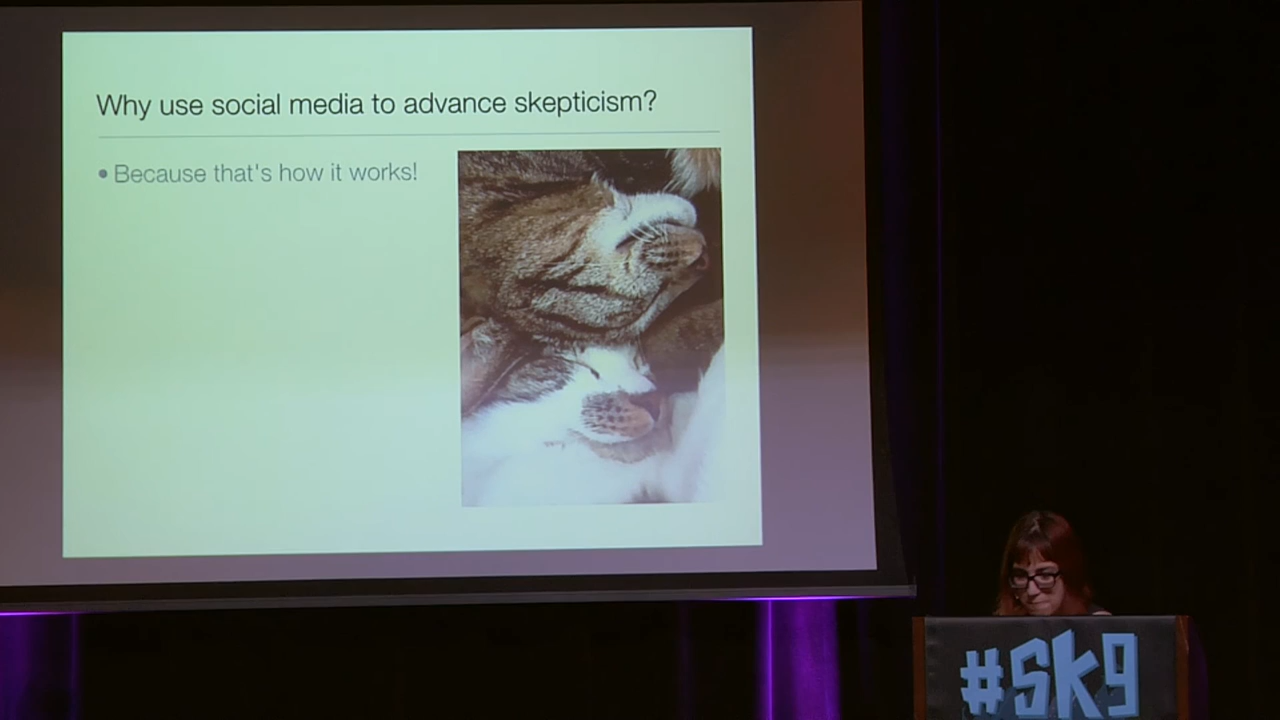 Why use social media to advance skepticism?
• Because that's how it works!
#Sk9